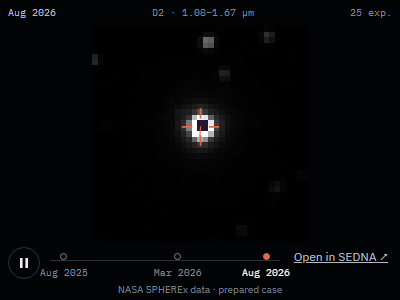 Aug 2026 D2 · 1.08–1.67 µm 25 exp.
Open in SEDNA ↗
Aug 2025 Mar 2026 Aug 2026
NASA SPHEREx data · prepared case